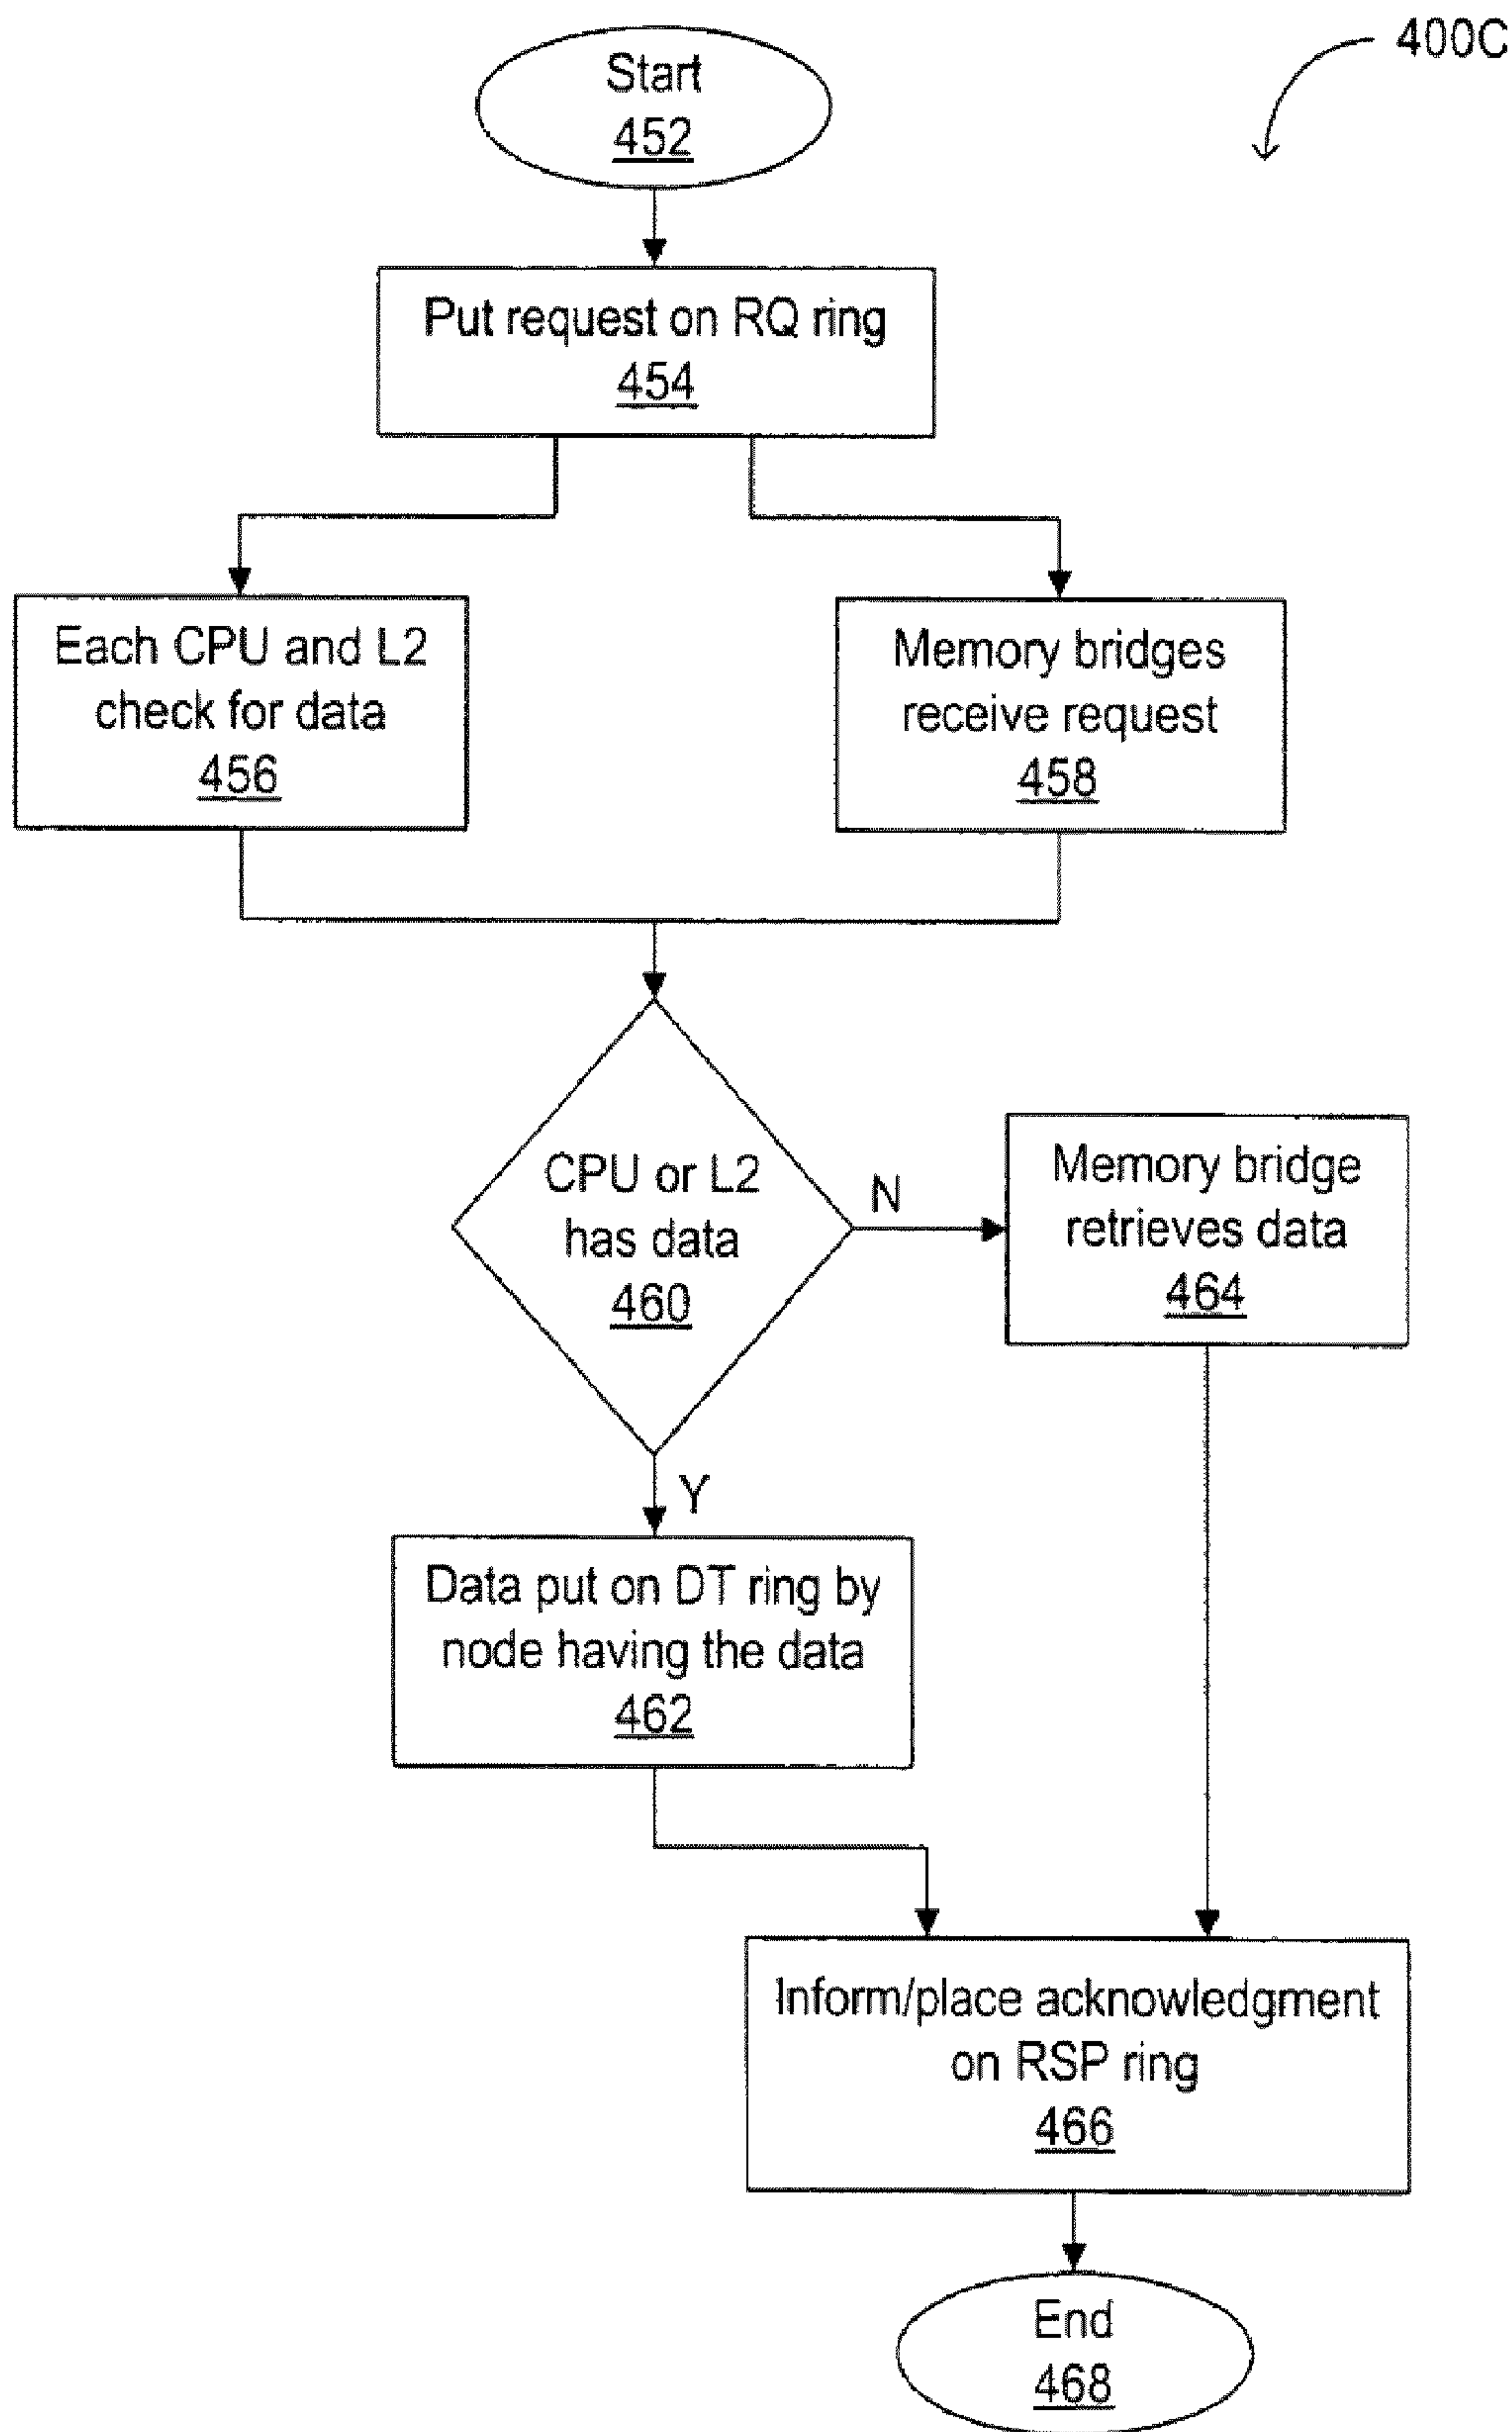 400C
Start
452
Put request on RQ ring
454
Each CPU and L2
check for data
456
Memory bridges
receive request
458
CPU or L2
has data
460
N
Memory bridge
retrieves data
464
Y
Data put on DT ring by
node having the data
462
Inform/place acknowledgment
on RSP ring
466
End
468